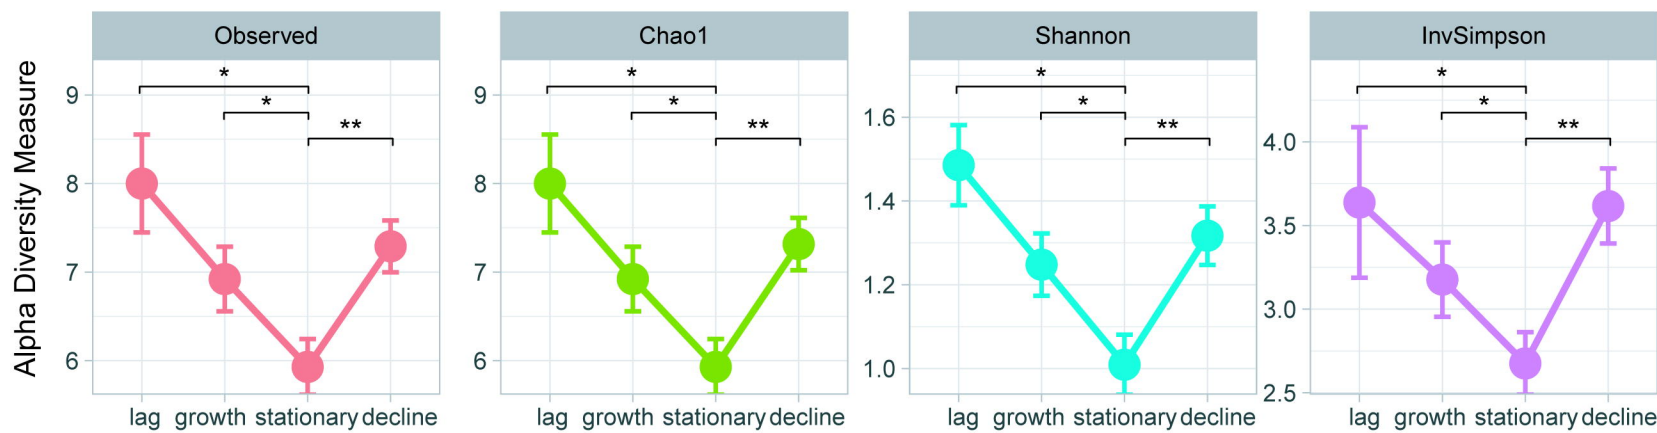 Alpha Diversity Measure
Observed
* * **
9
8
7
6
lag growth stationary decline
Chao1
* * **
9
8
7
6
lag growth stationary decline
Shannon
* * **
1.6
1.4
1.2
1.0
lag growth stationary decline
InvSimpson
* * **
4.0
3.5
3.0
2.5
lag growth stationary decline